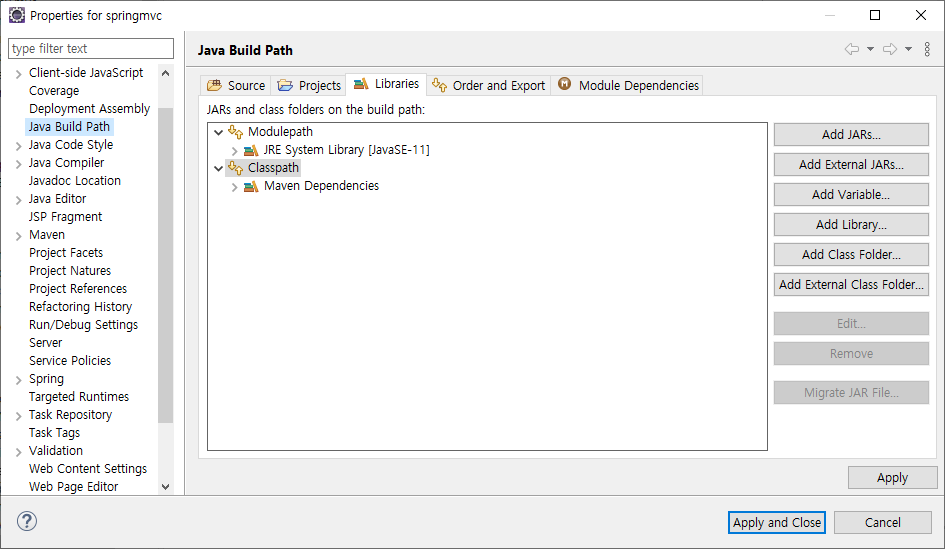 Properties for springmvc
type filter text
Client-side JavaScript
Coverage
Deployment Assembly
Java Build Path
Java Code Style
Java Compiler
Javadoc Location
Java Editor
JSP Fragment
Maven
Project Facets
Project Natures
Project References
Refactoring History
Run/Debug Settings
Server
Service Policies
Spring
Targeted Runtimes
Task Repository
Task Tags
Validation
Web Content Settings
Web Page Editor
Java Build Path
Source Projects Libraries Order and Export Module Dependencies
JARs and class folders on the build path:
Modulepath
JRE System Library [JavaSE-11]
Classpath
Maven Dependencies
Add JARs...
Add External JARs...
Add Variable...
Add Library...
Add Class Folder...
Add External Class Folder...
Edit...
Remove
Migrate JAR File...
Apply
Apply and Close Cancel